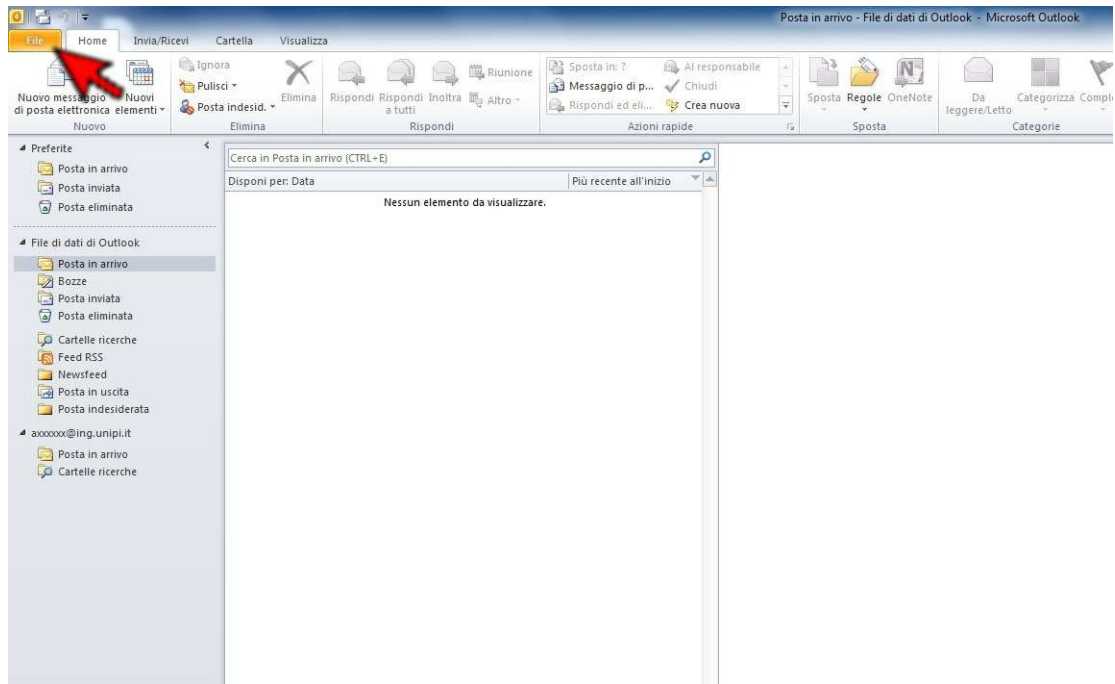 Posta in arrivo - File di dati di Outlook - Microsoft Outlook
File Home Invia/Ricevi Cartella Visualizza
Nuovo messaggio di posta elettronica
Nuovi elementi
Nuovo
Ignora
Pulisci
Posta indesid.
Elimina
Elimina
Rispondi
Rispondi a tutti
Inoltra
Riunione
Altro
Rispondi
Sposta in: ?
Messaggio di p...
Rispondi ed eli...
Al responsabile
Chiudi
Crea nuova
Azioni rapide
Sposta
Regole
OneNote
Sposta
Da leggere/Letto
Categorizza
Categorie
Preferite
Posta in arrivo
Posta inviata
Posta eliminata
File di dati di Outlook
Posta in arrivo
Bozze
Posta inviata
Posta eliminata
Cartelle ricerche
Feed RSS
Newsfeed
Posta in uscita
Posta indesiderata
axxxxxx@ing.unipi.it
Posta in arrivo
Cartelle ricerche
Cerca in Posta in arrivo (CTRL+E)
Disponi per: Data Più recente all'inizio
Nessun elemento da visualizzare.